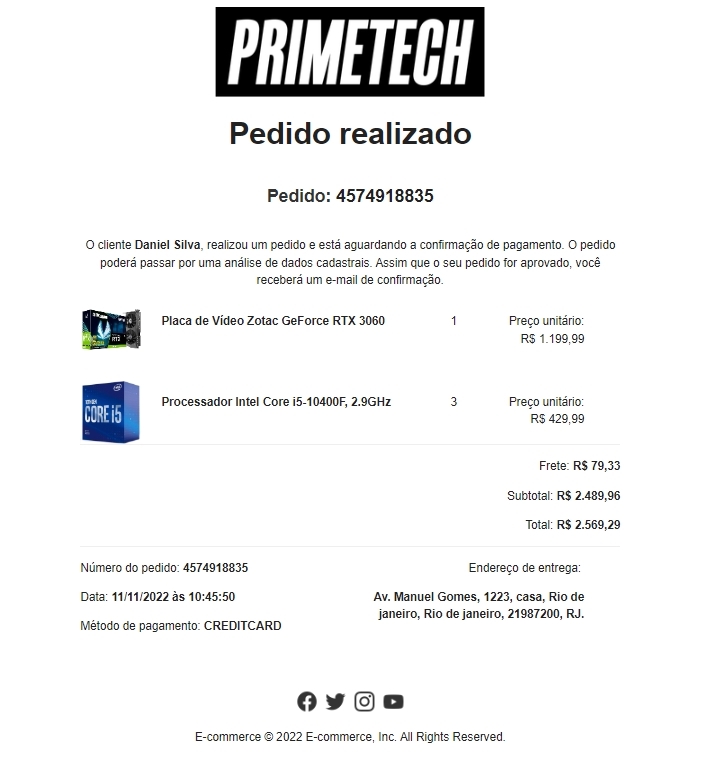 PRIMETECH
Pedido realizado
Pedido: 4574918835
O cliente Daniel Silva, realizou um pedido e está aguardando a confirmação de pagamento. O pedido
poderá passar por uma análise de dados cadastrais. Assim que o seu pedido for aprovado, você
receberá um e-mail de confirmação.
Placa de Vídeo Zotac GeForce RTX 3060 1 Preço unitário:
R$ 1.199,99
CORE i5
Processador Intel Core i5-10400F, 2.9GHz 3 Preço unitário:
R$ 429,99
Frete: R$ 79,33
Subtotal: R$ 2.489,96
Total: R$ 2.569,29
Número do pedido: 4574918835
Data: 11/11/2022 às 10:45:50
Método de pagamento: CREDITCARD
Endereço de entrega:
Av. Manuel Gomes, 1223, casa, Rio de
janeiro, Rio de janeiro, 21987200, RJ.
E-commerce © 2022 E-commerce, Inc. All Rights Reserved.